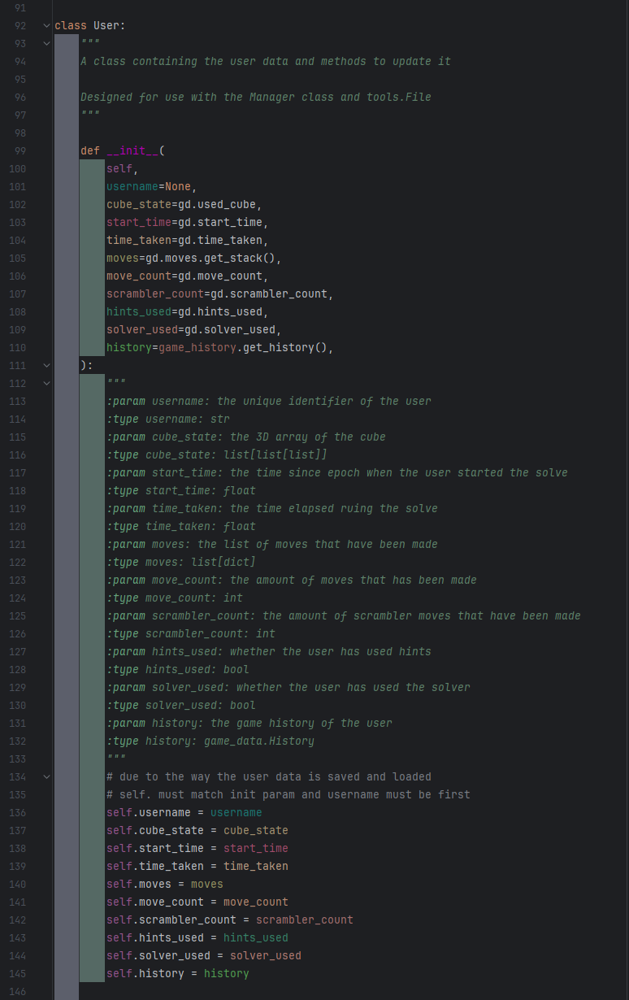 91
92 class User:
93 """
94 A class containing the user data and methods to update it
95
96 Designed for use with the Manager class and tools.File
97 """
98
99 def __init__(
100 self,
101 username=None,
102 cube_state=gd.used_cube,
103 start_time=gd.start_time,
104 time_taken=gd.time_taken,
105 moves=gd.moves.get_stack(),
106 move_count=gd.move_count,
107 scrambler_count=gd.scrambler_count,
108 hints_used=gd.hints_used,
109 solver_used=gd.solver_used,
110 history=game_history.get_history(),
111 ):
112 """
113 :param username: the unique identifier of the user
114 :type username: str
115 :param cube_state: the 3D array of the cube
116 :type cube_state: list[list[list]]
117 :param start_time: the time since epoch when the user started the solve
118 :type start_time: float
119 :param time_taken: the time elapsed ruing the solve
120 :type time_taken: float
121 :param moves: the list of moves that have been made
122 :type moves: list[dict]
123 :param move_count: the amount of moves that has been made
124 :type move_count: int
125 :param scrambler_count: the amount of scrambler moves that have been made
126 :type scrambler_count: int
127 :param hints_used: whether the user has used hints
128 :type hints_used: bool
129 :param solver_used: whether the user has used the solver
130 :type solver_used: bool
131 :param history: the game history of the user
132 :type history: game_data.History
133 """
134 # due to the way the user data is saved and loaded
135 # self. must match init param and username must be first
136 self.username = username
137 self.cube_state = cube_state
138 self.start_time = start_time
139 self.time_taken = time_taken
140 self.moves = moves
141 self.move_count = move_count
142 self.scrambler_count = scrambler_count
143 self.hints_used = hints_used
144 self.solver_used = solver_used
145 self.history = history
146